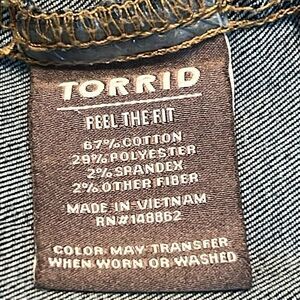 TORRID
FEEL THE FIT
67% COTTON
29% POLYESTER
2% SPANDEX
2% OTHER FIBER
MADE IN VIETNAM
RN#148862
COLOR MAY TRANSFER
WHEN WORN OR WASHED